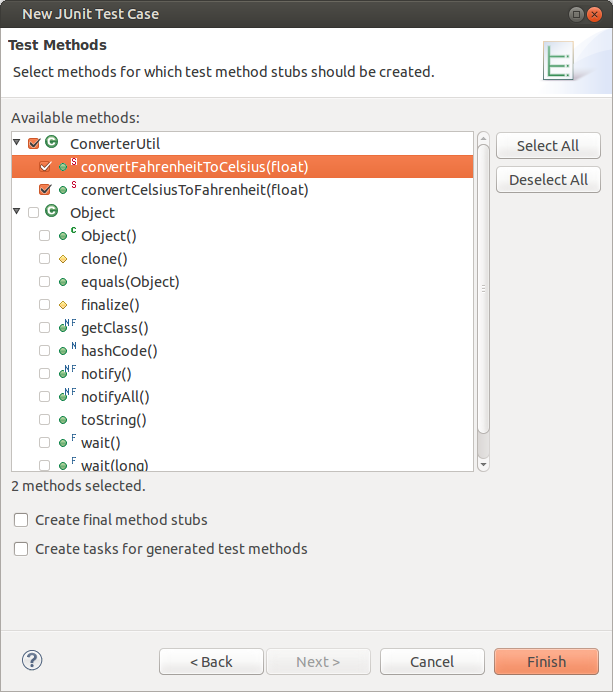 New JUnit Test Case
Test Methods
Select methods for which test method stubs should be created.
Available methods:
C ConverterUtil
S convertFahrenheitToCelsius(float)
S convertCelsiusToFahrenheit(float)
C Object
C Object()
clone()
equals(Object)
finalize()
N F getClass()
N hashCode()
N F notify()
N F notifyAll()
toString()
F wait()
F wait(long)
Select All
Deselect All
2 methods selected.
Create final method stubs
Create tasks for generated test methods
?
< Back
Next >
Cancel
Finish